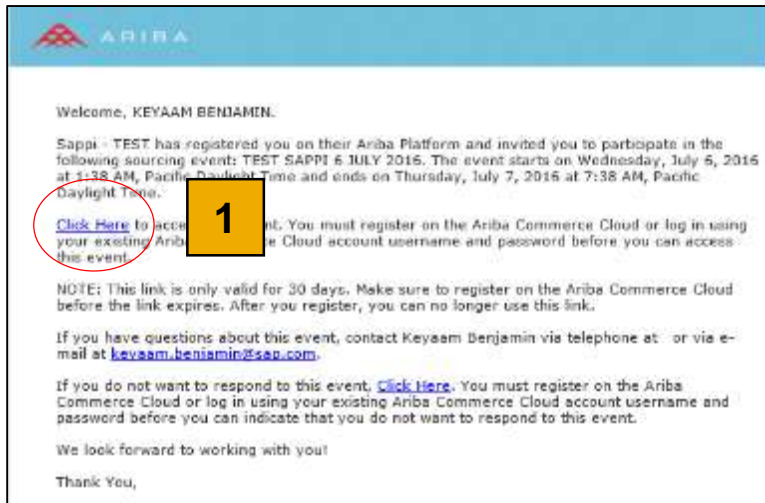 ARIBA
Welcome, KEYAAM BENJAMIN.
Sappi - TEST has registered you on their Ariba Platform and invited you to participate in the
following sourcing event: TEST SAPPI 6 JULY 2016. The event starts on Wednesday, July 6, 2016
at 1:38 AM, Pacific Daylight Time and ends on Thursday, July 7, 2016 at 7:38 AM, Pacific
Daylight Time.
Click Here to acce 1 nt. You must register on the Ariba Commerce Cloud or log in using
your existing Ariba ce Cloud account username and password before you can access
this event.
NOTE: This link is only valid for 30 days. Make sure to register on the Ariba Commerce Cloud
before the link expires. After you register, you can no longer use this link.
If you have questions about this event, contact Keyaam Benjamin via telephone at or via e-
mail at keyaam.benjamin@sap.com.
If you do not want to respond to this event, Click Here. You must register on the Ariba
Commerce Cloud or log in using your existing Ariba Commerce Cloud account username and
password before you can indicate that you do not want to respond to this event.
We look forward to working with you!
Thank You,